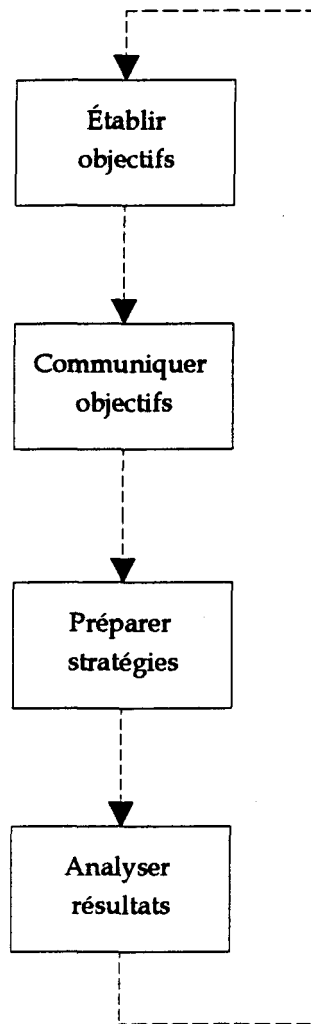 Établir
objectifs
Communiquer
objectifs
Préparer
stratégies
Analyser
résultats